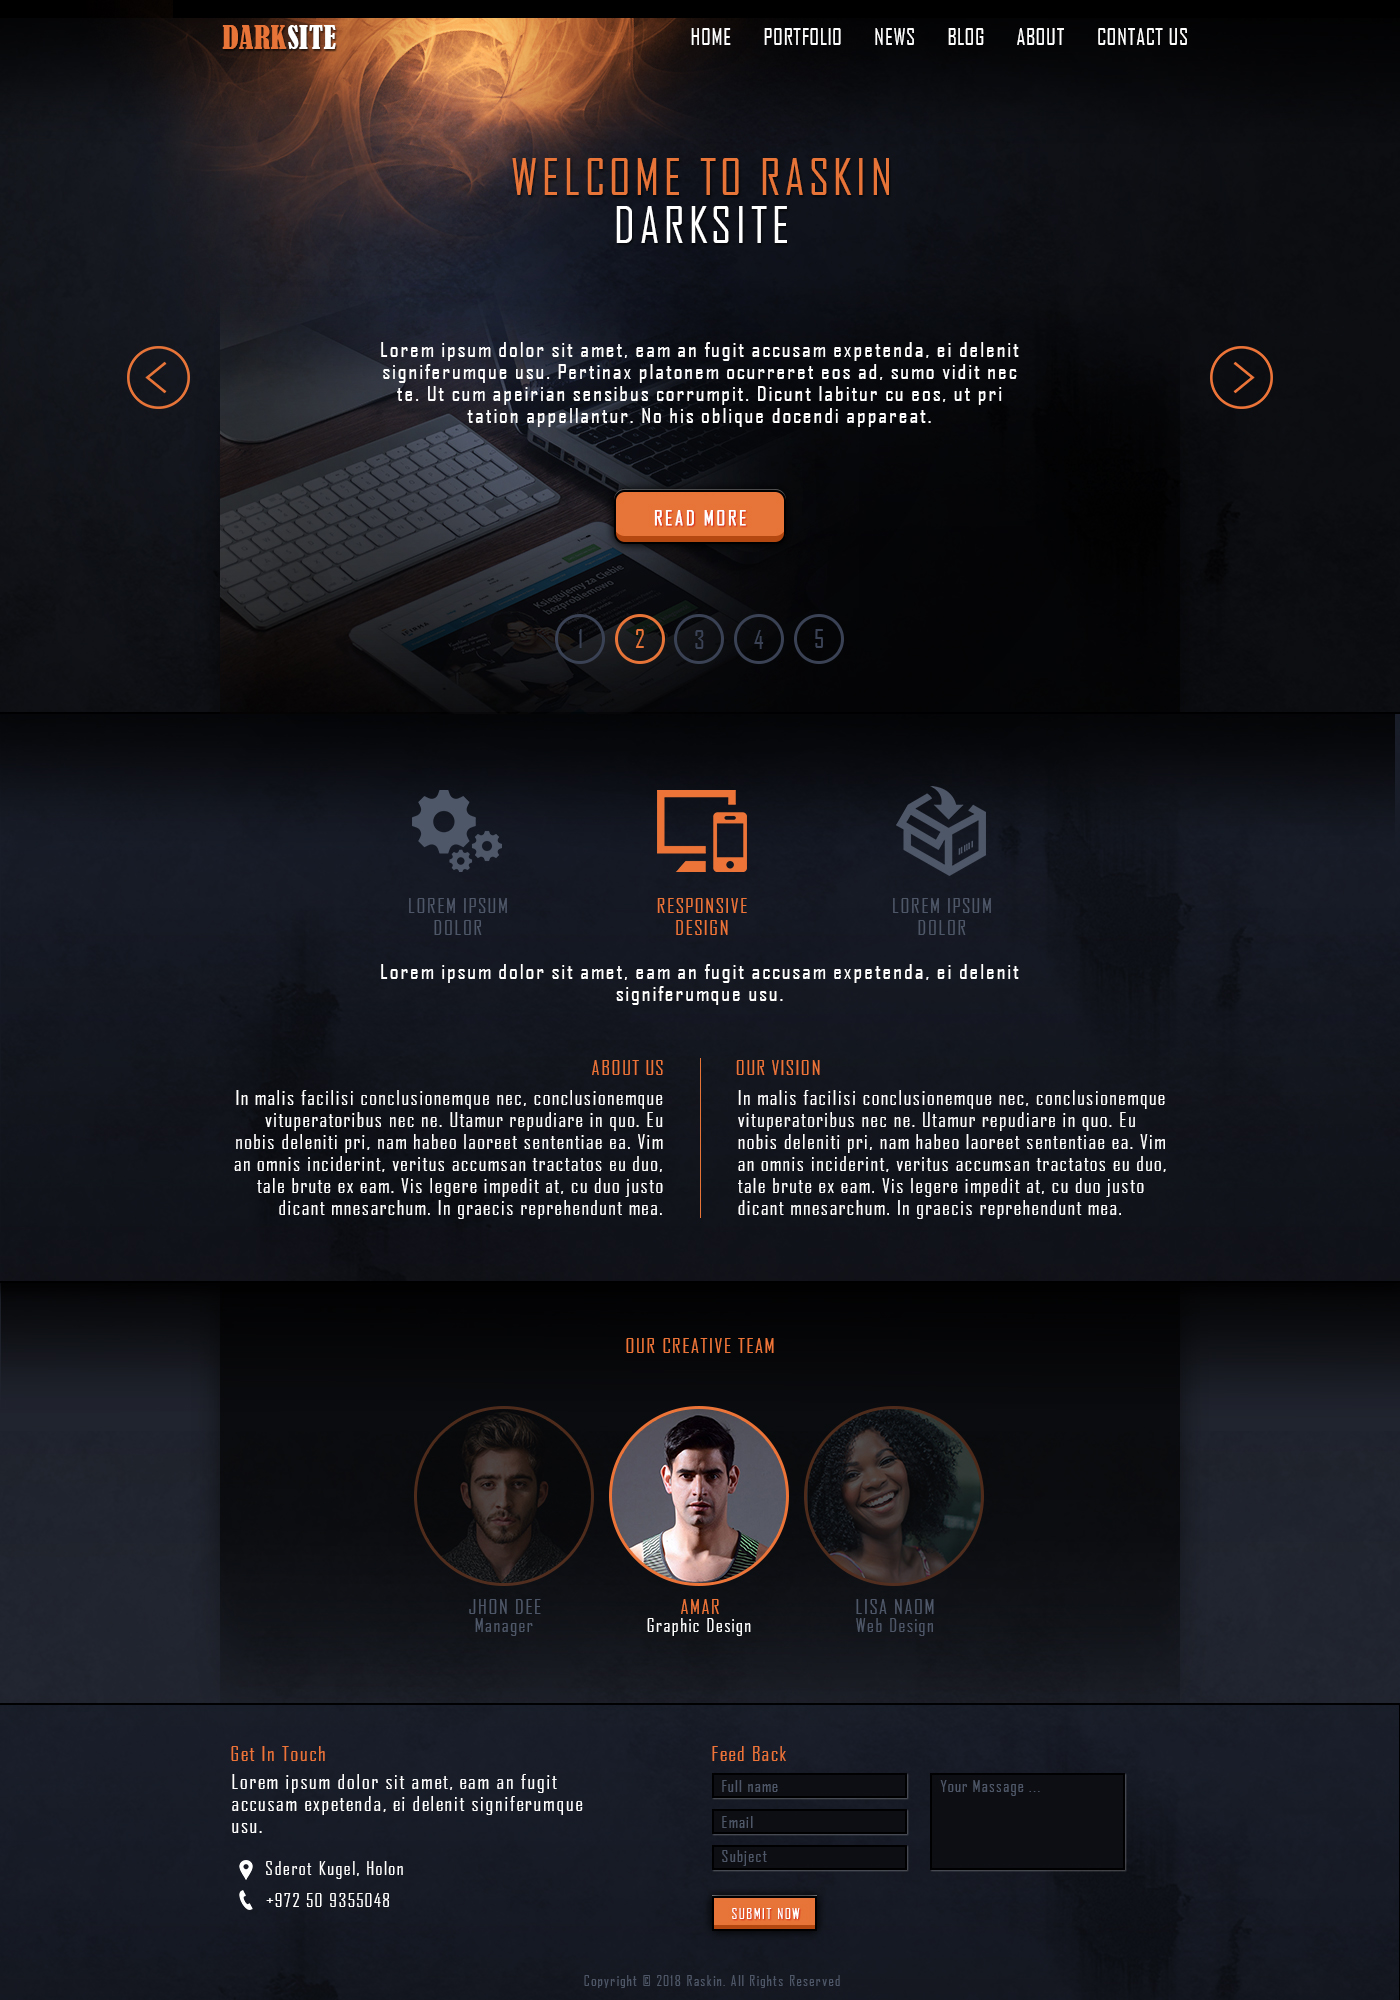 DARKSITE
HOME PORTFOLIO NEWS BLOG ABOUT CONTACT US
WELCOME TO RASKIN
DARKSITE
Lorem ipsum dolor sit amet, eam an fugit accusam expetenda, ei delenit
signiferumque usu. Pertinax platonem ocurreret eos ad, sumo vidit nec
te. Ut cum apeirian sensibus corrumpit. Dicunt labitur cu eos, ut pri
tation appellantur. No his oblique docendi appareat.
READ MORE
Księgujemy za Ciebie
bezproblemowo
1 2 3 4 5
LOREM IPSUM
DOLOR
RESPONSIVE
DESIGN
LOREM IPSUM
DOLOR
Lorem ipsum dolor sit amet, eam an fugit accusam expetenda, ei delenit
signiferumque usu.
ABOUT US
In malis facilisi conclusionemque nec, conclusionemque
vituperatoribus nec ne. Utamur repudiare in quo. Eu
nobis deleniti pri, nam habeo laoreet sententiae ea. Vim
an omnis inciderint, veritus accumsan tractatos eu duo,
tale brute ex eam. Vis legere impedit at, cu duo justo
dicant mnesarchum. In graecis reprehendunt mea.
OUR VISION
In malis facilisi conclusionemque nec, conclusionemque
vituperatoribus nec ne. Utamur repudiare in quo. Eu
nobis deleniti pri, nam habeo laoreet sententiae ea. Vim
an omnis inciderint, veritus accumsan tractatos eu duo,
tale brute ex eam. Vis legere impedit at, cu duo justo
dicant mnesarchum. In graecis reprehendunt mea.
OUR CREATIVE TEAM
JHON DEE
Manager
AMAR
Graphic Design
LISA NAOM
Web Design
Get In Touch
Lorem ipsum dolor sit amet, eam an fugit
accusam expetenda, ei delenit signiferumque
usu.
Sderot Kugel, Holon
+972 50 9355048
Feed Back
Full name
Email
Subject
Your Massage ...
SUBMIT NOW
Copyright © 2018 Raskin. All Rights Reserved